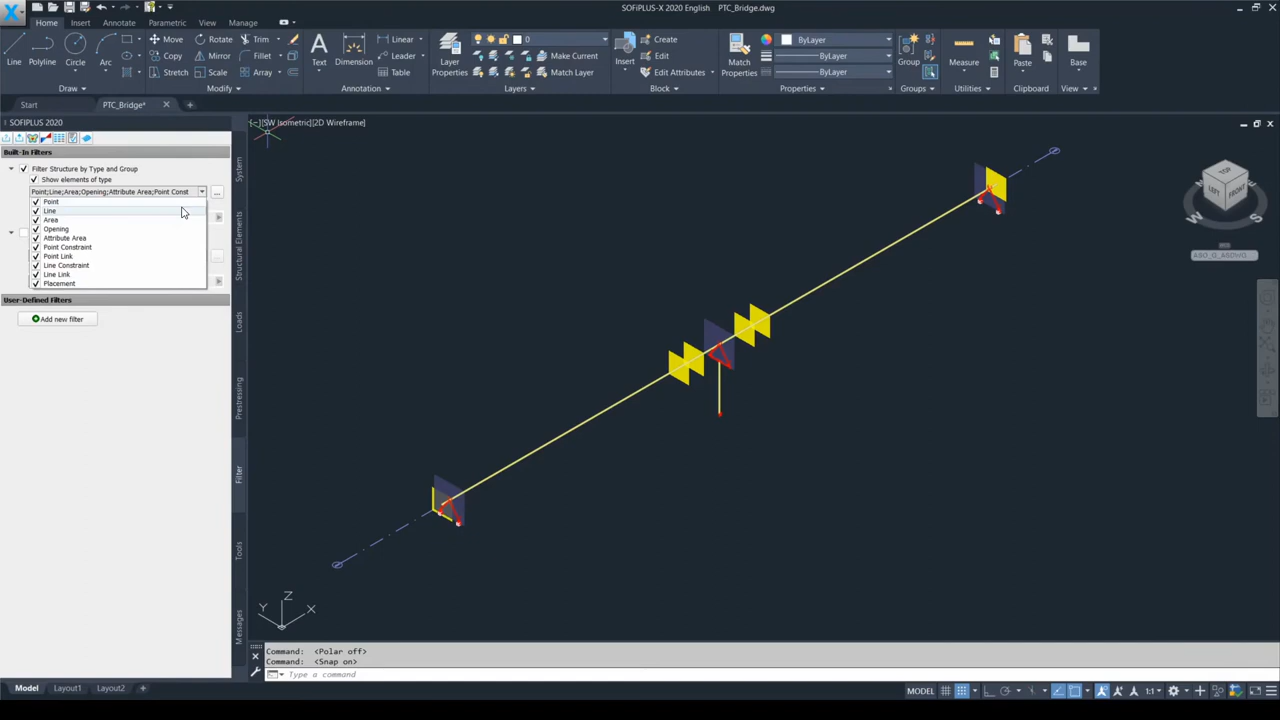 SOFiPLUS-X 2020 English PTC_Bridge.dwg
Home Insert Annotate Parametric View Manage
Line Polyline Circle Arc
Move Rotate Trim
Copy Mirror Fillet
Stretch Scale Array
Text Dimension
Linear
Leader
Table
Layer Properties
0
Make Current
Match Layer
Insert
Create
Edit
Edit Attributes
Match Properties
ByLayer
ByLayer
ByLayer
Group
Measure
Paste
Base
Draw Modify Annotation Layers Block Properties Groups Utilities Clipboard View
Start PTC_Bridge*
SOFIPLUS 2020
Built-In Filters
Filter Structure by Type and Group
Show elements of type
Point;Line;Area;Opening;Attribute Area;Point Const
...
Point
Line
Area
Opening
Attribute Area
Point Constraint
Point Link
Line Constraint
Line Link
Placement
User-Defined Filters
Add new filter
System
Structural Elements
Loads
Prestressing
Filter
Tools
Messages
[−][SW Isometric][2D Wireframe]
TOP
LEFT
FRONT
W
S
Z
Y
X
Command: <Polar off>
Command: <Snap on>
Type a command
Model Layout1 Layout2 +
MODEL
1:1